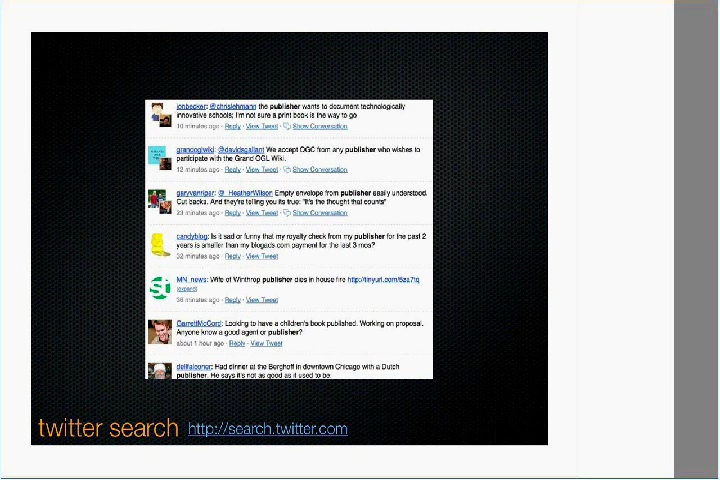 jonbecker: @chrislehmann the publisher wants to document technologically
innovative schools; I'm not sure a print book is the way to go
10 minutes ago · Reply · View Tweet · Show Conversation
grandoglwiki: @davidsgallant We accept OGC from any publisher who wishes to
participate with the Grand OGL Wiki.
12 minutes ago · Reply · View Tweet · Show Conversation
garyvanriper: @_HeatherWilson Empty envelope from publisher easily understood.
Cut backs. And they're telling you its true: "It's the thought that counts"
23 minutes ago · Reply · View Tweet · Show Conversation
candyblog: Is it sad or funny that my royalty check from my publisher for the past 2
years is smaller than my blogads.com payment for the last 3 mos?
32 minutes ago · Reply · View Tweet
MN_news: Wife of Winthrop publisher dies in house fire http://tinyurl.com/6za7tq
(expand)
36 minutes ago · Reply · View Tweet
GarrettMcCord: Looking to have a children's book published. Working on proposal.
Anyone know a good agent or publisher?
about 1 hour ago · Reply · View Tweet
Had dinner at the Berghoff in downtown Chicago with a Dutch
publisher. He says it's not as good as it used to be.
twitter search http://search.twitter.com